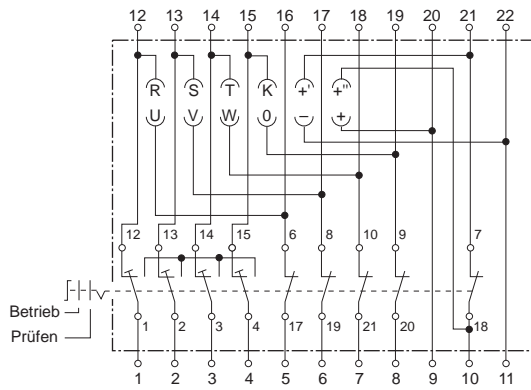 12 13 14 15 16 17 18 19 20 21 22
R S T K +' +"
U V W 0 − +
12 13 14 15 6 8 10 9 7
Betrieb
Prüfen
1 2 3 4 17 19 21 20 18
1 2 3 4 5 6 7 8 9 10 11